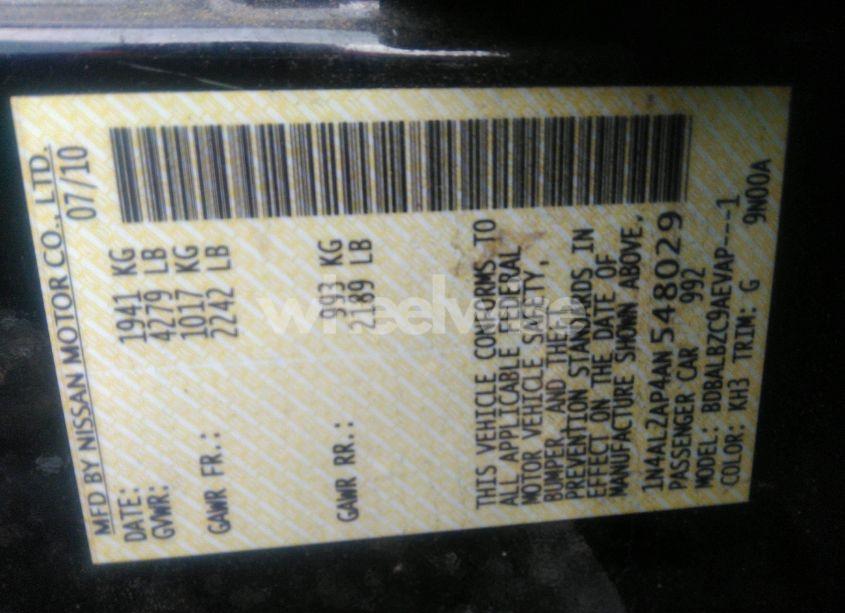 MFD BY NISSAN MOTOR CO., LTD.
DATE: 07/10
GVWR: 1941 KG
4279 LB
GAWR FR.: 1017 KG
2242 LB
GAWR RR.: 993 KG
2189 LB
THIS VEHICLE CONFORMS TO
ALL APPLICABLE FEDERAL
MOTOR VEHICLE SAFETY,
BUMPER, AND THEFT
PREVENTION STANDARDS IN
EFFECT ON THE DATE OF
MANUFACTURE SHOWN ABOVE.
1N4AL2AP4AN548029
PASSENGER CAR 992
MODEL: BDBALBZC9AEVAP---1
COLOR: KH3 TRIM: G 9N00A
wheelwise